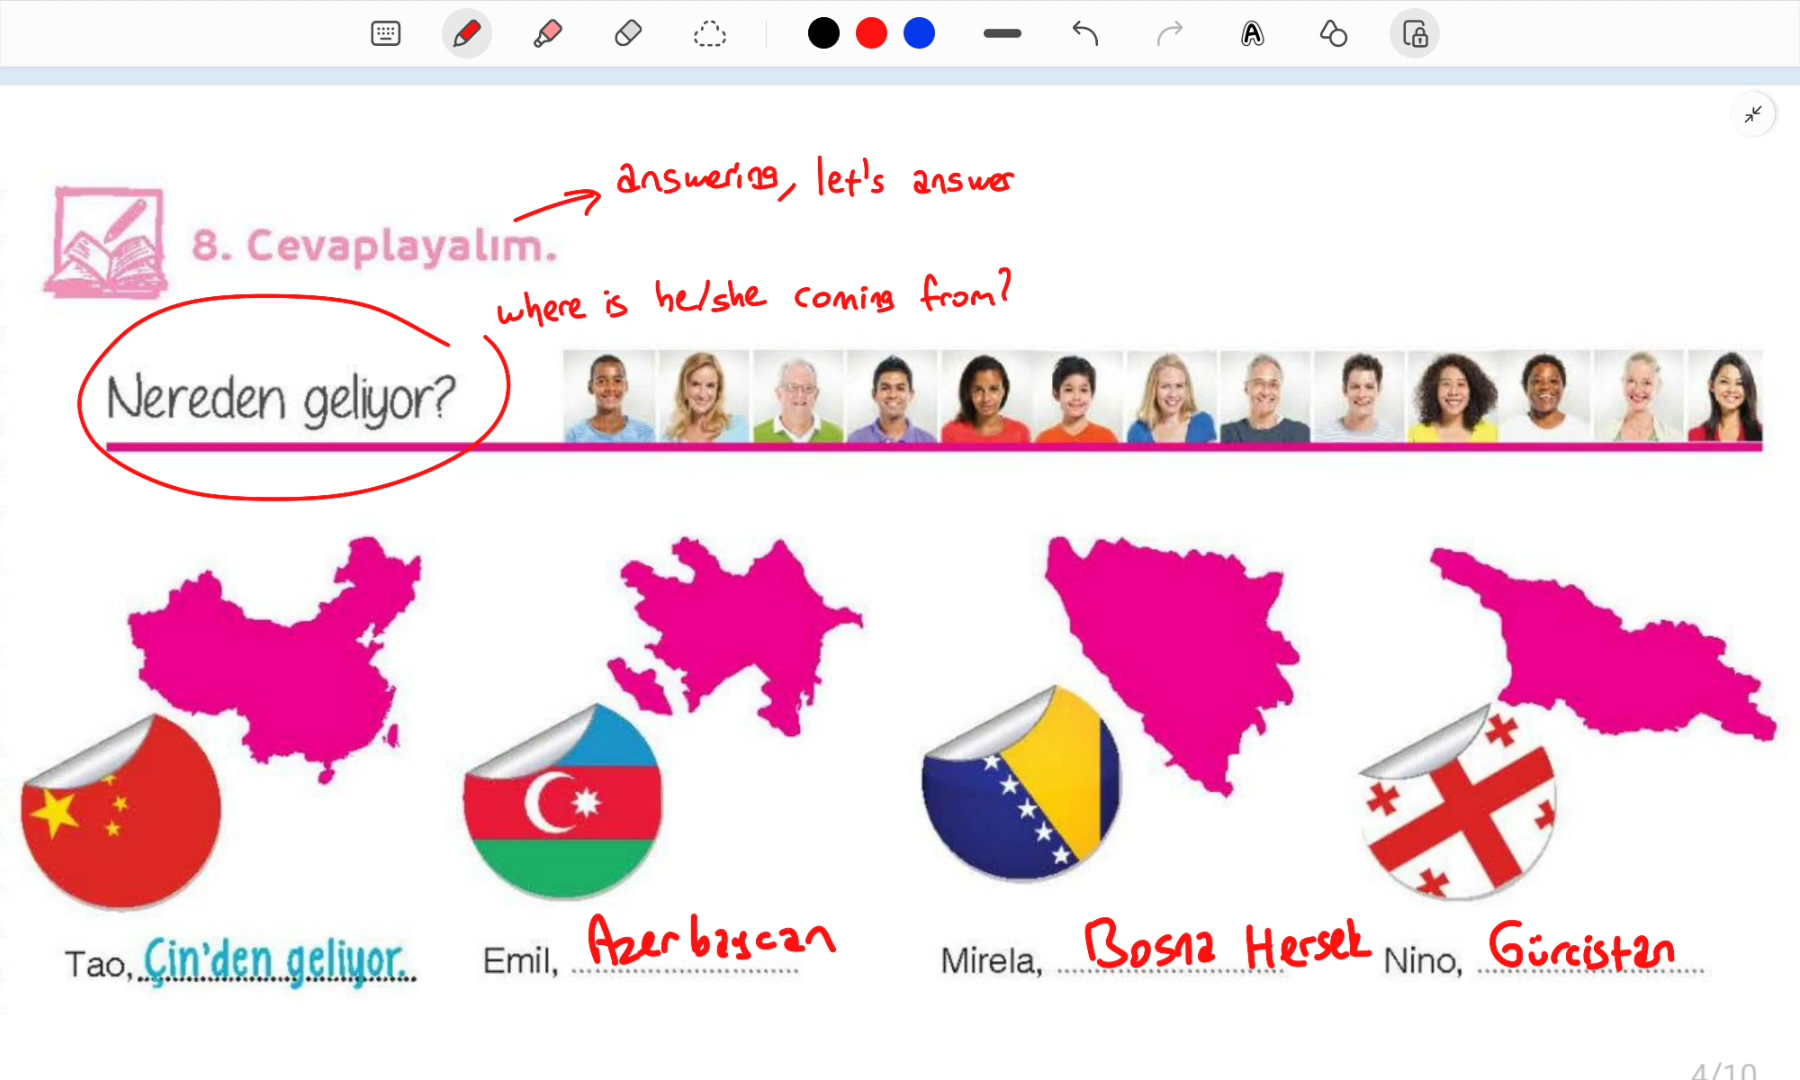 answering, let's answer
8. Cevaplayalım.
where is he/she coming from?
Nereden geliyor?
Tao, Çin'den geliyor.
Emil, Azerbaycan
Mirela, Bosna Hersek
Nino, Gürcistan
4/10